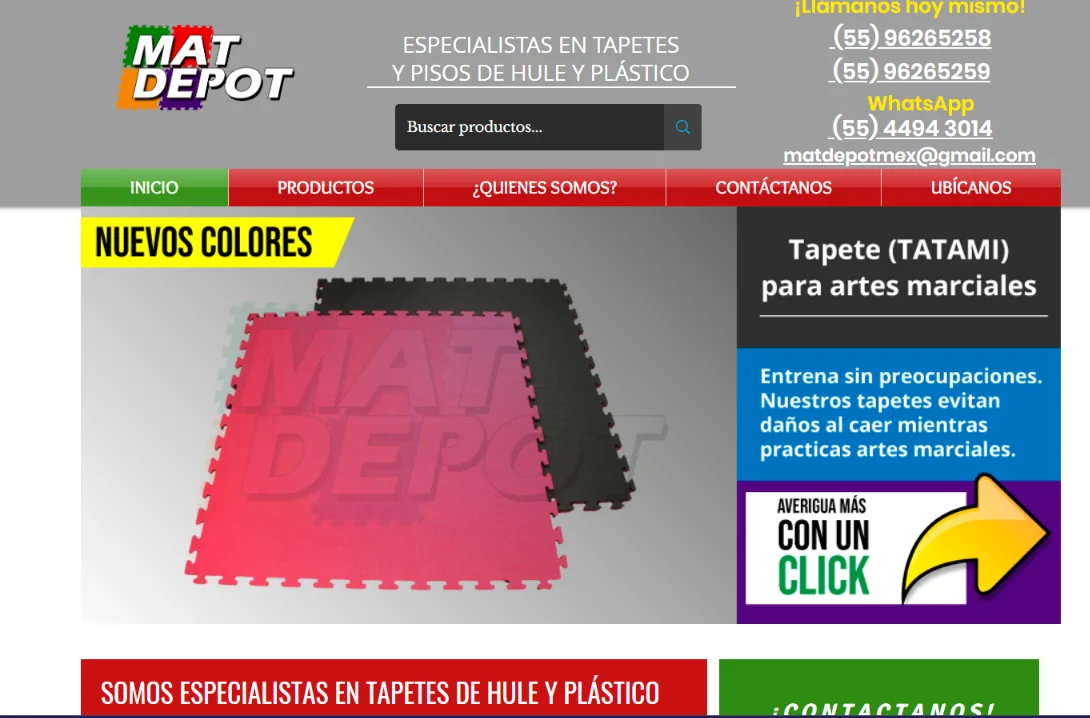 MAT
DEPOT
ESPECIALISTAS EN TAPETES
Y PISOS DE HULE Y PLÁSTICO
Buscar productos...
¡Llámanos hoy mismo!
(55) 96265258
(55) 96265259
WhatsApp
(55) 4494 3014
matdepotmex@gmail.com
INICIO
PRODUCTOS
¿QUIENES SOMOS?
CONTÁCTANOS
UBÍCANOS
NUEVOS COLORES
MAT
DEPOT
Tapete (TATAMI)
para artes marciales
Entrena sin preocupaciones.
Nuestros tapetes evitan
daños al caer mientras
practicas artes marciales.
AVERIGUA MÁS
CON UN
CLICK
SOMOS ESPECIALISTAS EN TAPETES DE HULE Y PLÁSTICO
¡CONTACTANOS!